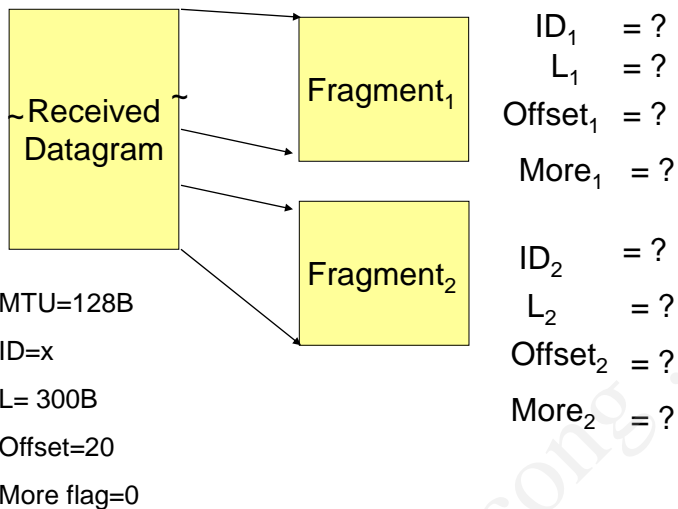 ~Received ~
Datagram
Fragment₁
ID₁ = ?
L₁ = ?
Offset₁ = ?
More₁ = ?
Fragment₂
ID₂ = ?
L₂ = ?
Offset₂ = ?
More₂ = ?
MTU=128B
ID=x
L= 300B
Offset=20
More flag=0